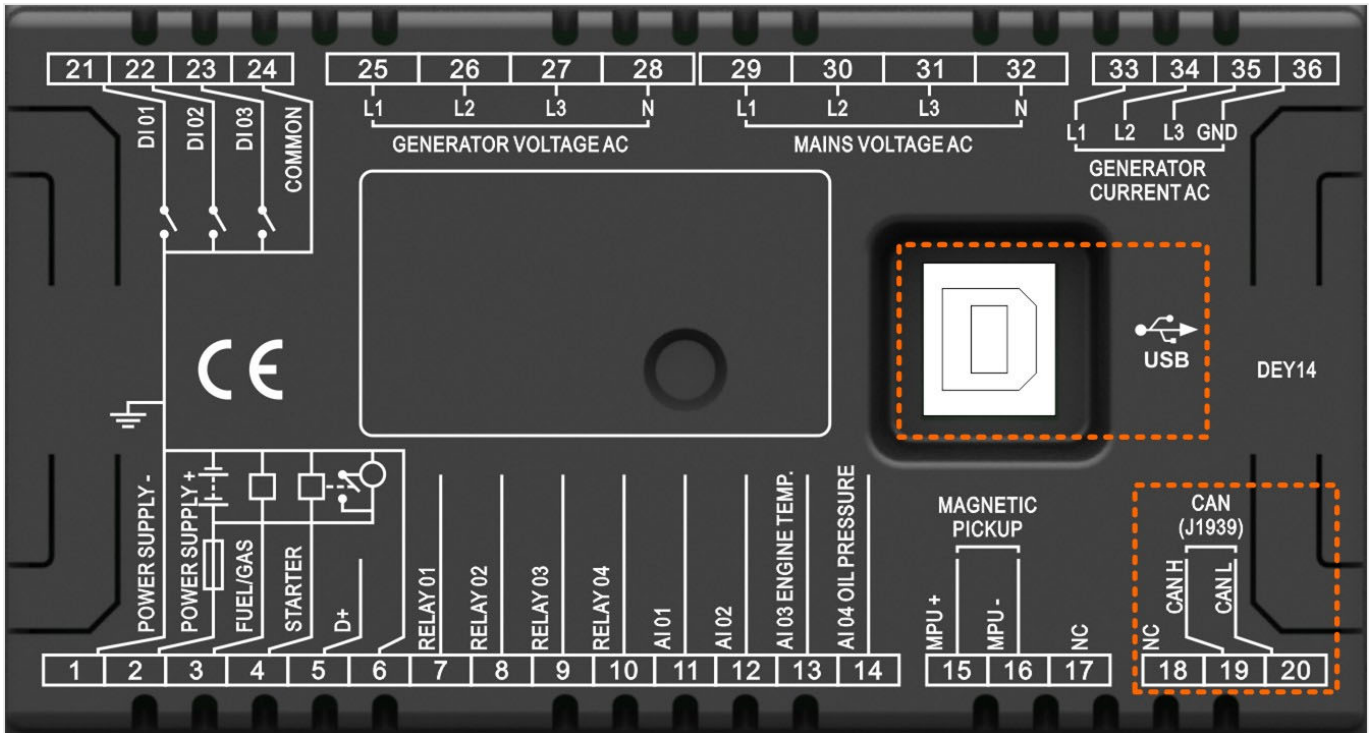 21 22 23 24 25 26 27 28 29 30 31 32 33 34 35 36
DI 01
DI 02
DI 03
COMMON
L1 L2 L3 N
GENERATOR VOLTAGE AC
L1 L2 L3 N
MAINS VOLTAGE AC
L1 L2 L3 GND
GENERATOR
CURRENT AC
CE
USB
DEY14
POWER SUPPLY -
POWER SUPPLY +
FUEL/GAS
STARTER
D+
RELAY 01
RELAY 02
RELAY 03
RELAY 04
AI 01
AI 02
AI 03 ENGINE TEMP.
AI 04 OIL PRESSURE
MAGNETIC
PICKUP
MPU +
MPU -
NC
CAN
(J1939)
NC
CAN H
CAN L
1 2 3 4 5 6 7 8 9 10 11 12 13 14 15 16 17 18 19 20